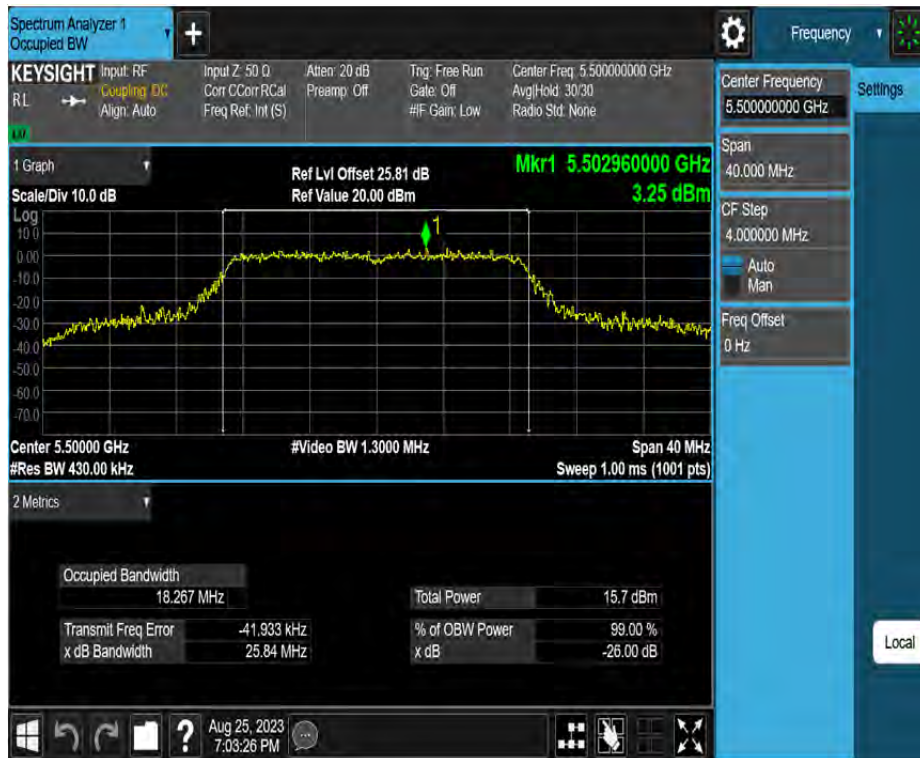 Spectrum Analyzer 1
Occupied BW
+
Frequency
KEYSIGHT
RL
Input: RF
Coupling: DC
Align: Auto
Input Z: 50 Ω
Corr CCorr RCal
Freq Ref: Int (S)
Atten: 20 dB
Preamp: Off
Trig: Free Run
Gate: Off
#IF Gain: Low
Center Freq: 5.500000000 GHz
Avg|Hold: 30/30
Radio Std: None
Center Frequency
5.500000000 GHz
Settings
Span
40.000 MHz
CF Step
4.000000 MHz
Auto
Man
Freq Offset
0 Hz
1 Graph
Scale/Div 10.0 dB
Ref Lvl Offset 25.81 dB
Ref Value 20.00 dBm
Mkr1 5.502960000 GHz
3.25 dBm
Log
10.0
0.00
-10.0
-20.0
-30.0
-40.0
-50.0
-60.0
-70.0
1
Center 5.50000 GHz
#Video BW 1.3000 MHz
Span 40 MHz
#Res BW 430.00 kHz
Sweep 1.00 ms (1001 pts)
2 Metrics
Occupied Bandwidth
18.267 MHz
Total Power 15.7 dBm
Transmit Freq Error -41.933 kHz
% of OBW Power 99.00 %
x dB Bandwidth 25.84 MHz
x dB -26.00 dB
Local
?
Aug 25, 2023
7:03:26 PM